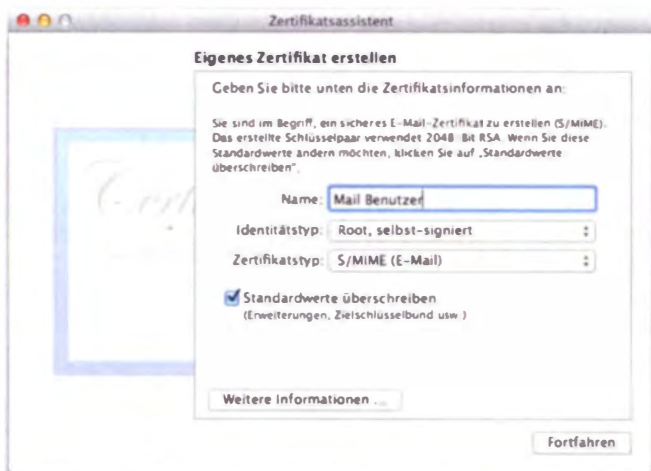 Zertifikatsassistent
Eigenes Zertifikat erstellen
Geben Sie bitte unten die Zertifikatsinformationen an:
Sie sind im Begriff, ein sicheres E-Mail-Zertifikat zu erstellen (S/MIME).
Das erstellte Schlüsselpaar verwendet 2048-Bit RSA. Wenn Sie diese
Standardwerte ändern möchten, klicken Sie auf „Standardwerte
überschreiben“.
Name: Mail Benutzer
Identitätstyp: Root, selbst-signiert
Zertifikatstyp: S/MIME (E-Mail)
Standardwerte überschreiben
(Erweiterungen, Zielschlüsselbund usw.)
Weitere Informationen ...
Fortfahren